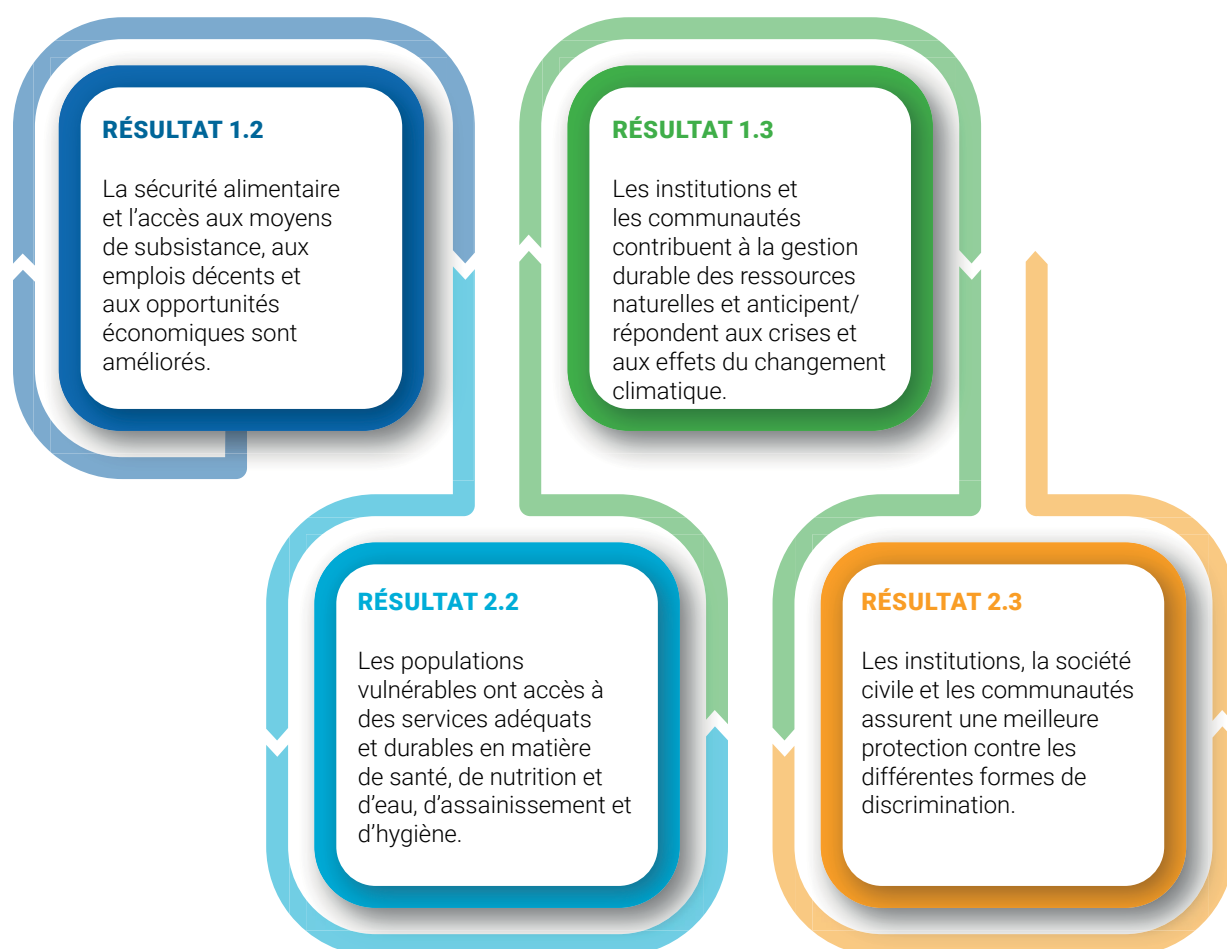 RÉSULTAT 1.2
La sécurité alimentaire
et l’accès aux moyens
de subsistance, aux
emplois décents et
aux opportunités
économiques sont
améliorés.
RÉSULTAT 1.3
Les institutions et
les communautés
contribuent à la gestion
durable des ressources
naturelles et anticipent/
répondent aux crises et
aux effets du changement
climatique.
RÉSULTAT 2.2
Les populations
vulnérables ont accès à
des services adéquats
et durables en matière
de santé, de nutrition et
d’eau, d’assainissement et
d’hygiène.
RÉSULTAT 2.3
Les institutions, la société
civile et les communautés
assurent une meilleure
protection contre les
différentes formes de
discrimination.